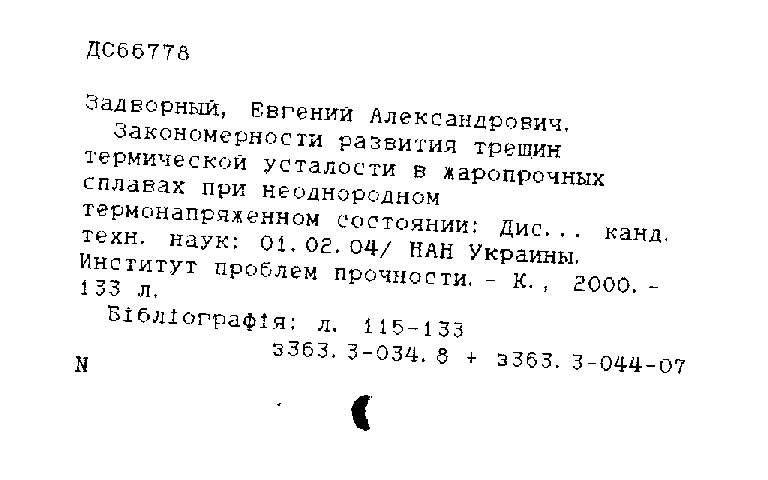 ДС66778
Задворный, Евгений Александрович.
Закономерности развития трещин
термической усталости в жаропрочных
сплавах при неоднородном
термонапряженном состоянии: Дис... канд.
техн. наук: 01.02.04/ НАН Украины.
Институт проблем прочности. - К., 2000. -
133 л.
Бібліографія: л. 115-133
з363.3-034.8 + з363.3-044-07
N